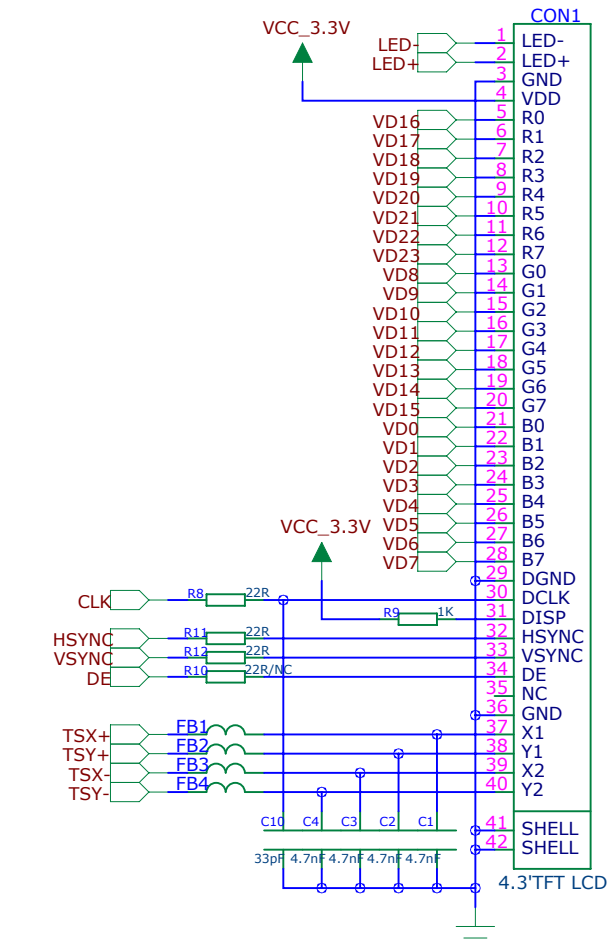 CON1
VCC_3.3V
LED- 1 LED-
LED+ 2 LED+
3 GND
4 VDD
VD16 5 R0
VD17 6 R1
VD18 7 R2
VD19 8 R3
VD20 9 R4
VD21 10 R5
VD22 11 R6
VD23 12 R7
VD8 13 G0
VD9 14 G1
VD10 15 G2
VD11 16 G3
VD12 17 G4
VD13 18 G5
VD14 19 G6
VD15 20 G7
VD0 21 B0
VD1 22 B1
VD2 23 B2
VD3 24 B3
VD4 25 B4
VD5 26 B5
VD6 27 B6
VD7 28 B7
VCC_3.3V
29 DGND
CLK R8 22R 30 DCLK
R9 1K 31 DISP
HSYNC R11 22R 32 HSYNC
VSYNC R12 22R 33 VSYNC
DE R10 22R/NC 34 DE
35 NC
36 GND
TSX+ FB1 37 X1
TSY+ FB2 38 Y1
TSX- FB3 39 X2
TSY- FB4 40 Y2
C10 C4 C3 C2 C1
41 SHELL
42 SHELL
33pF 4.7nF 4.7nF 4.7nF 4.7nF
4.3'TFT LCD